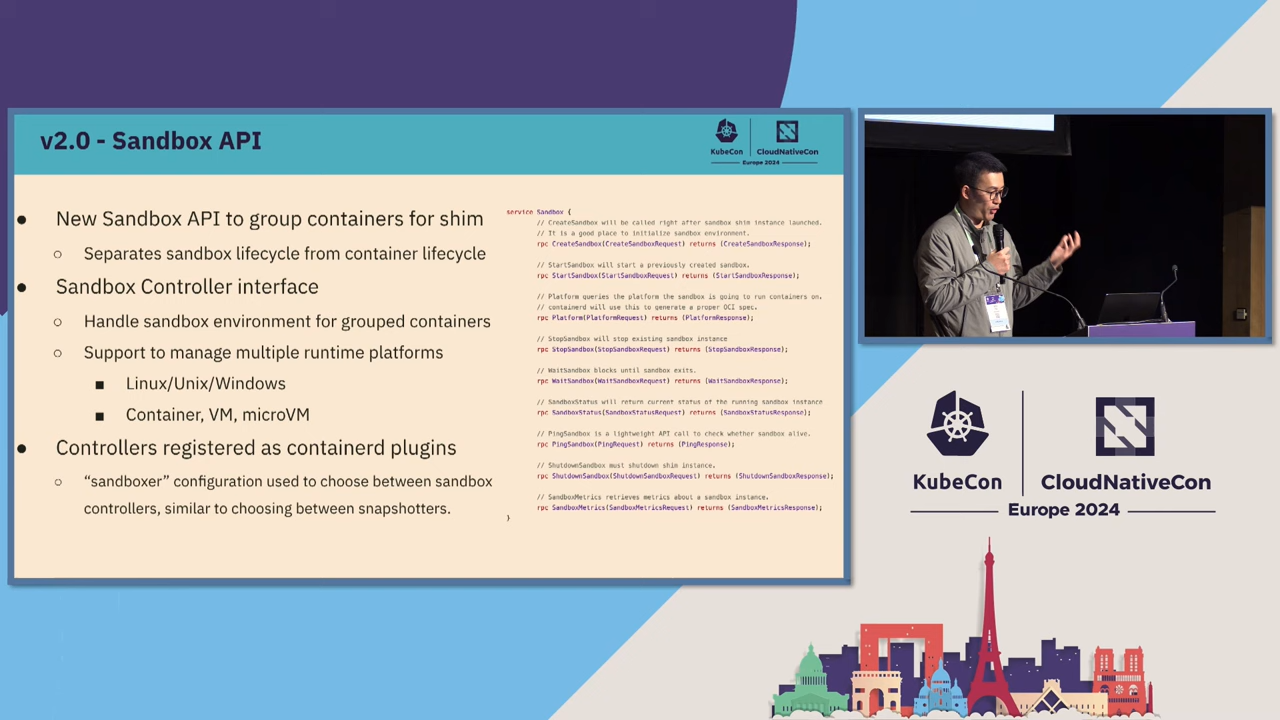 v2.0 - Sandbox API
KubeCon
CloudNativeCon
Europe 2024
● New Sandbox API to group containers for shim
○ Separates sandbox lifecycle from container lifecycle
● Sandbox Controller interface
○ Handle sandbox environment for grouped containers
○ Support to manage multiple runtime platforms
■ Linux/Unix/Windows
■ Container, VM, microVM
● Controllers registered as containerd plugins
○ “sandboxer” configuration used to choose between sandbox
controllers, similar to choosing between snapshotters.
service Sandbox {
// CreateSandbox will be called right after sandbox shim instance launched.
// It is a good place to initialize sandbox environment.
rpc CreateSandbox(CreateSandboxRequest) returns (CreateSandboxResponse);
// StartSandbox will start a previously created sandbox.
rpc StartSandbox(StartSandboxRequest) returns (StartSandboxResponse);
// Platform queries the platform the sandbox is going to run containers on.
// containerd will use this to generate a proper OCI spec.
rpc Platform(PlatformRequest) returns (PlatformResponse);
// StopSandbox will stop existing sandbox instance
rpc StopSandbox(StopSandboxRequest) returns (StopSandboxResponse);
// WaitSandbox blocks until sandbox exits.
rpc WaitSandbox(WaitSandboxRequest) returns (WaitSandboxResponse);
// SandboxStatus will return current status of the running sandbox instance
rpc SandboxStatus(SandboxStatusRequest) returns (SandboxStatusResponse);
// PingSandbox is a lightweight API call to check whether sandbox alive.
rpc PingSandbox(PingRequest) returns (PingResponse);
// ShutdownSandbox must shutdown shim instance.
rpc ShutdownSandbox(ShutdownSandboxRequest) returns (ShutdownSandboxResponse);
// SandboxMetrics retrieves metrics about a sandbox instance.
rpc SandboxMetrics(SandboxMetricsRequest) returns (SandboxMetricsResponse);
}
KubeCon
CloudNativeCon
Europe 2024